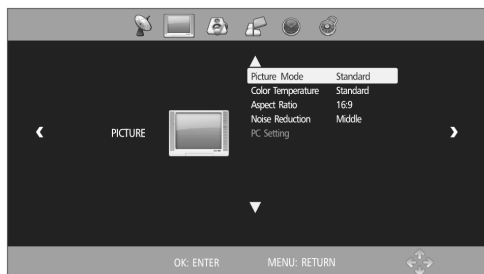 Picture Mode Standard
Color Temperature Standard
Aspect Ratio 16:9
Noise Reduction Middle
PC Setting
PICTURE
OK: ENTER MENU: RETURN